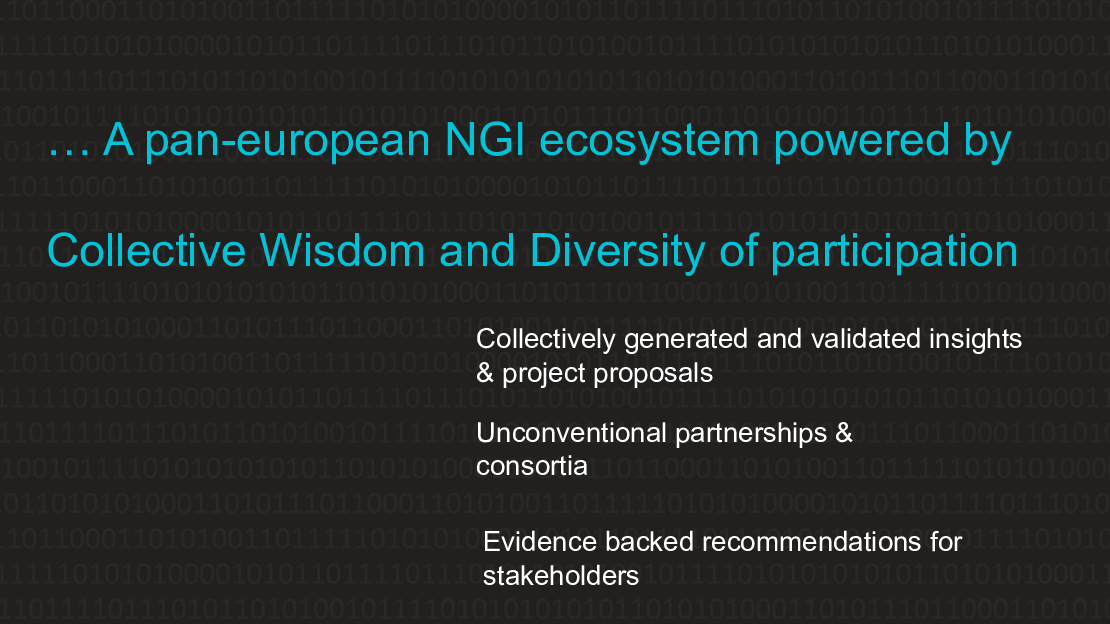 … A pan-european NGI ecosystem powered by
Collective Wisdom and Diversity of participation
Collectively generated and validated insights
& project proposals
Unconventional partnerships &
consortia
Evidence backed recommendations for
stakeholders